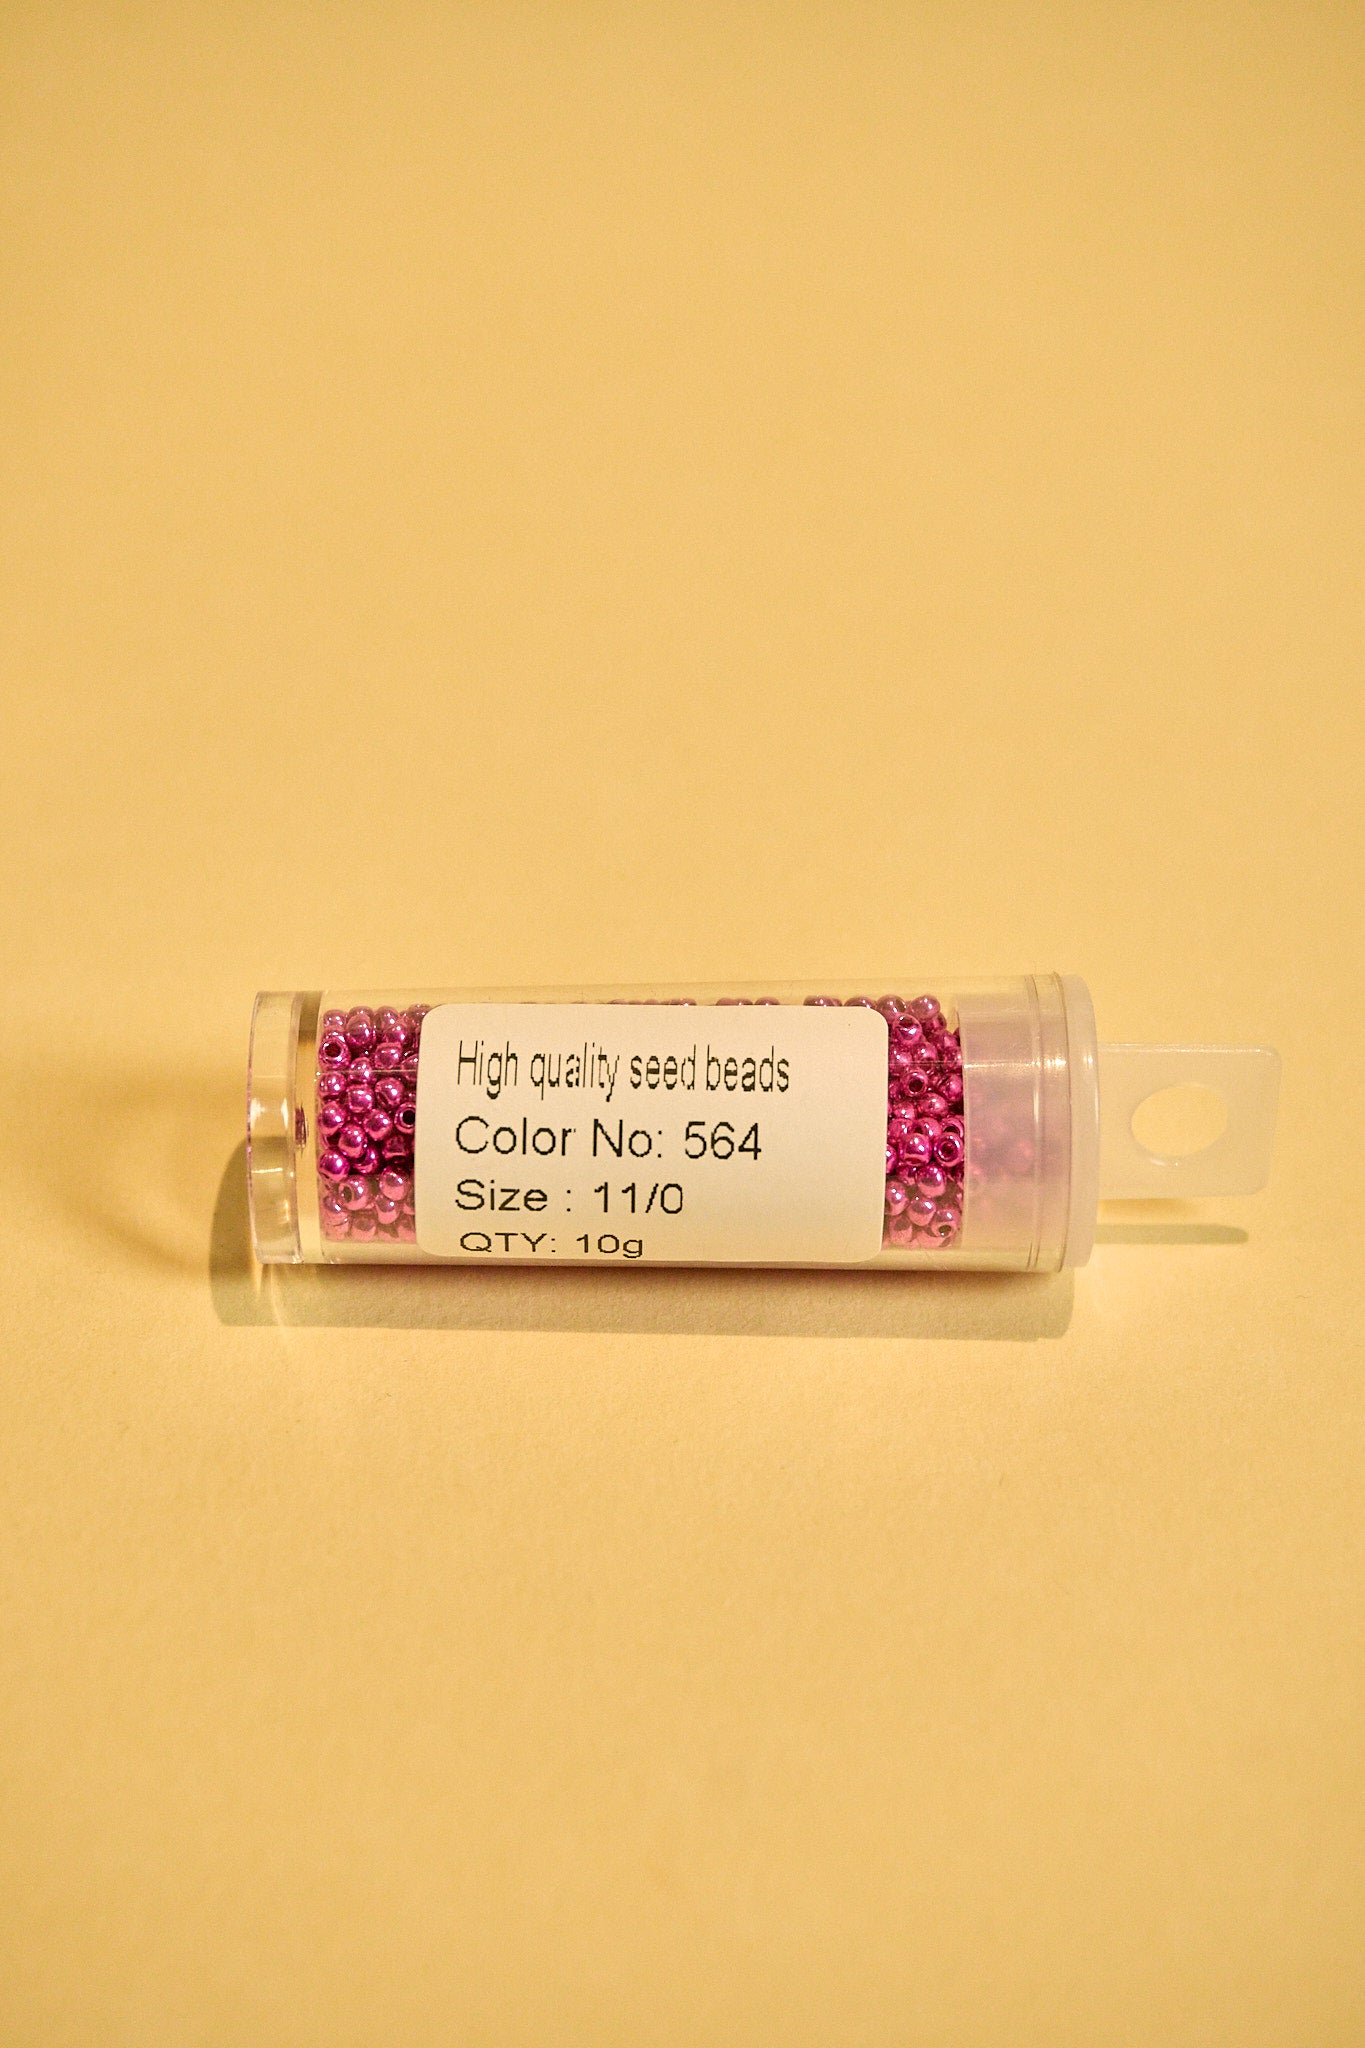 High quality seed beads
Color No: 564
Size : 11/0
QTY: 10g